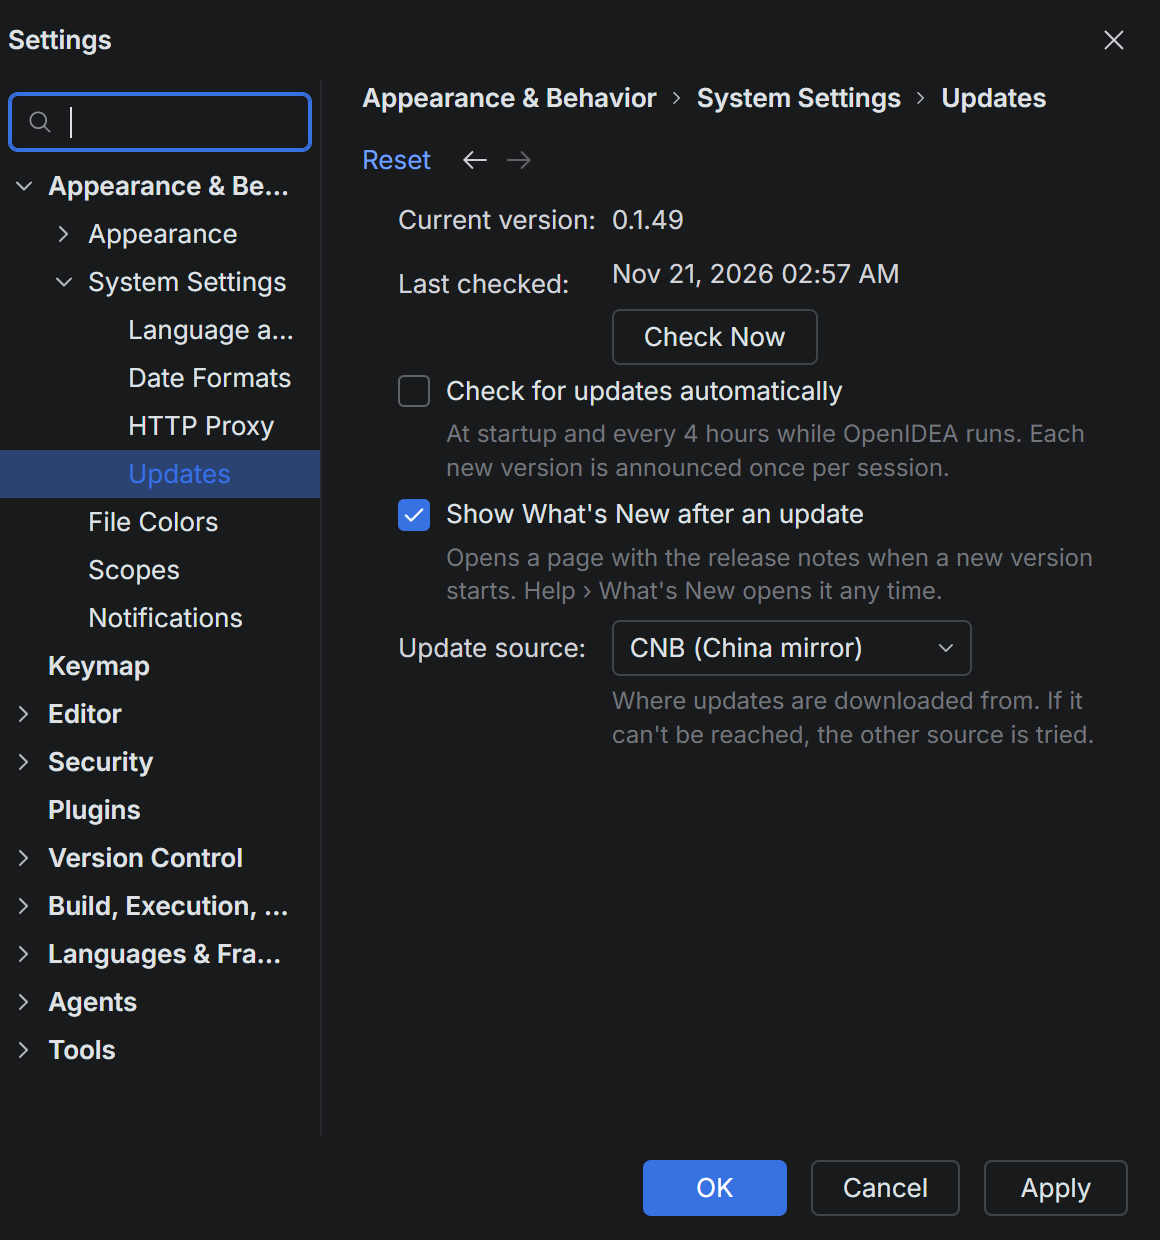 Settings
Appearance & Be...
Appearance
System Settings
Language a...
Date Formats
HTTP Proxy
Updates
File Colors
Scopes
Notifications
Keymap
Editor
Security
Plugins
Version Control
Build, Execution, ...
Languages & Fra...
Agents
Tools
Appearance & Behavior › System Settings › Updates
Reset
Current version: 0.1.49
Last checked: Nov 21, 2026 02:57 AM
Check Now
Check for updates automatically
At startup and every 4 hours while OpenIDEA runs. Each
new version is announced once per session.
Show What's New after an update
Opens a page with the release notes when a new version
starts. Help › What's New opens it any time.
Update source: CNB (China mirror)
Where updates are downloaded from. If it
can't be reached, the other source is tried.
OK
Cancel
Apply